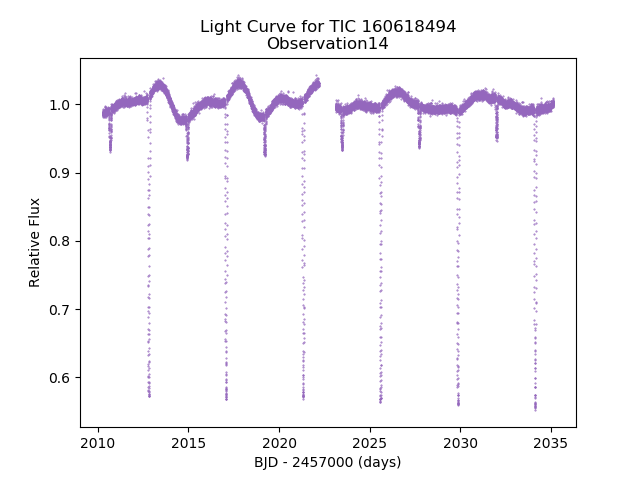 Light Curve for TIC 160618494
Observation14
Relative Flux
1.0
0.9
0.8
0.7
0.6
2010
2015
2020
2025
2030
2035
BJD - 2457000 (days)